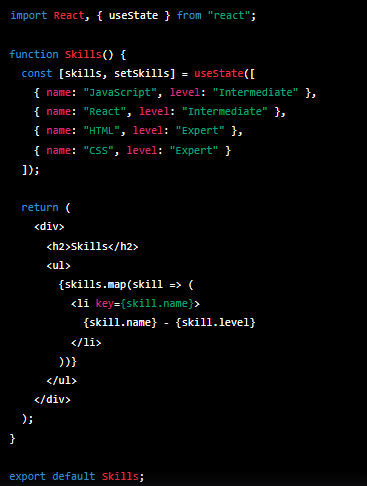 import React, { useState } from "react";

function Skills() {
  const [skills, setSkills] = useState([
    { name: "JavaScript", level: "Intermediate" },
    { name: "React", level: "Intermediate" },
    { name: "HTML", level: "Expert" },
    { name: "CSS", level: "Expert" }
  ]);

  return (
    <div>
      <h2>Skills</h2>
      <ul>
        {skills.map(skill => (
          <li key={skill.name}>
            {skill.name} - {skill.level}
          </li>
        ))}
      </ul>
    </div>
  );
}

export default Skills;